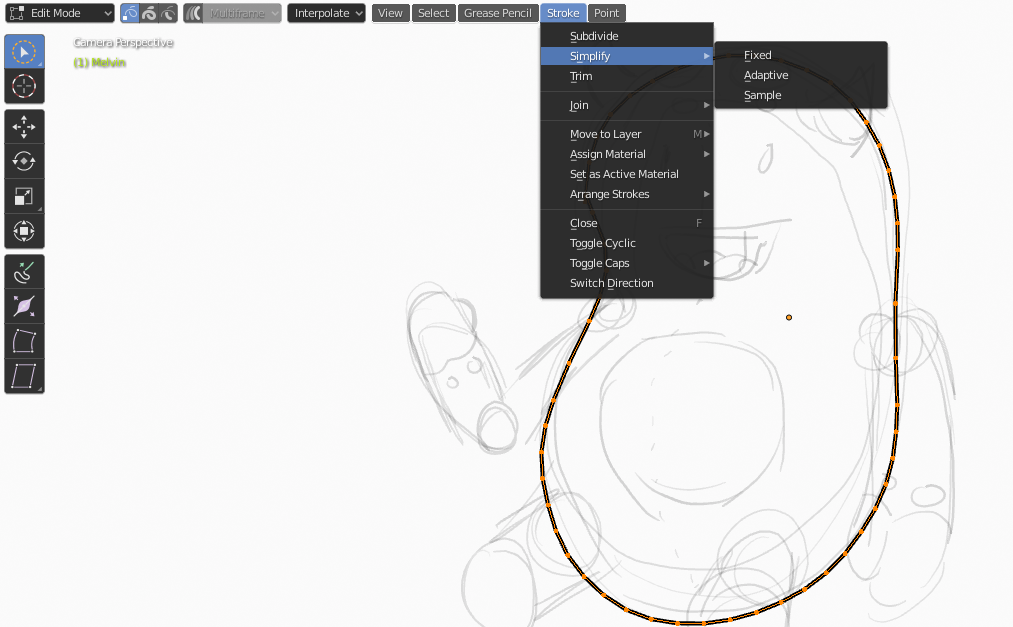 Edit Mode Multiframe Interpolate View Select Grease Pencil Stroke Point
Camera Perspective
(1) Melvin
Subdivide
Simplify
Trim
Join
Move to Layer M
Assign Material
Set as Active Material
Arrange Strokes
Close F
Toggle Cyclic
Toggle Caps
Switch Direction
Fixed
Adaptive
Sample